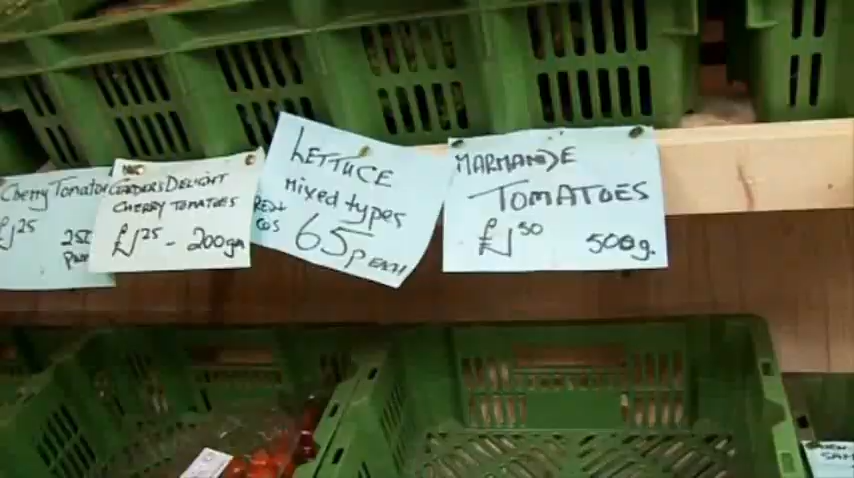 Cherry Tomato
£1.25
250
GARDENERS DELIGHT
CHERRY TOMATOES
£1.25 - 200gm
LETTUCE
Mixed types
RED +
COS
65p EACH
MARMANDE
TOMATOES
£1.50 500g.
SAM